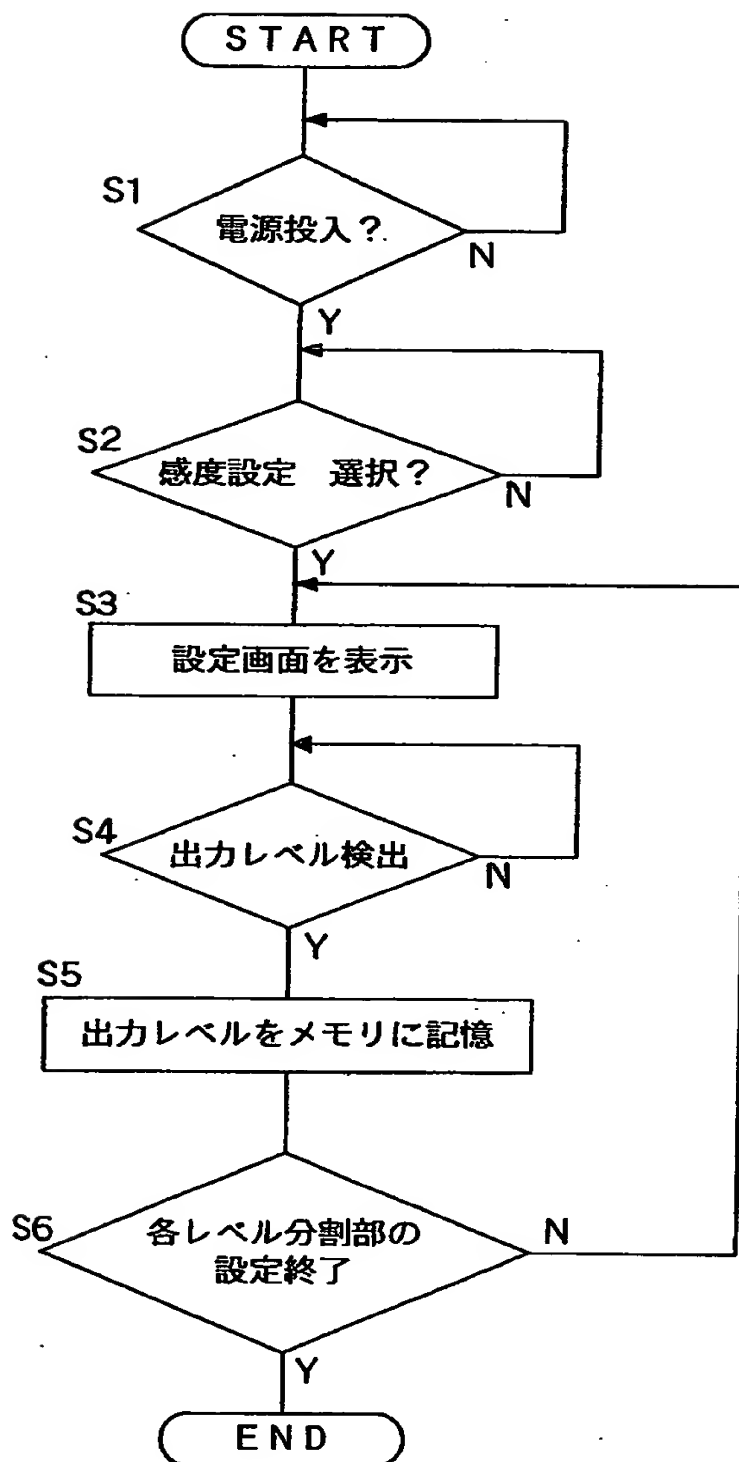 START
S1
電源投入?
N
Y
S2
感度設定　選択?
N
Y
S3
設定画面を表示
S4
出力レベル検出
N
Y
S5
出力レベルをメモリに記憶
S6
各レベル分割部の
設定終了
N
Y
END